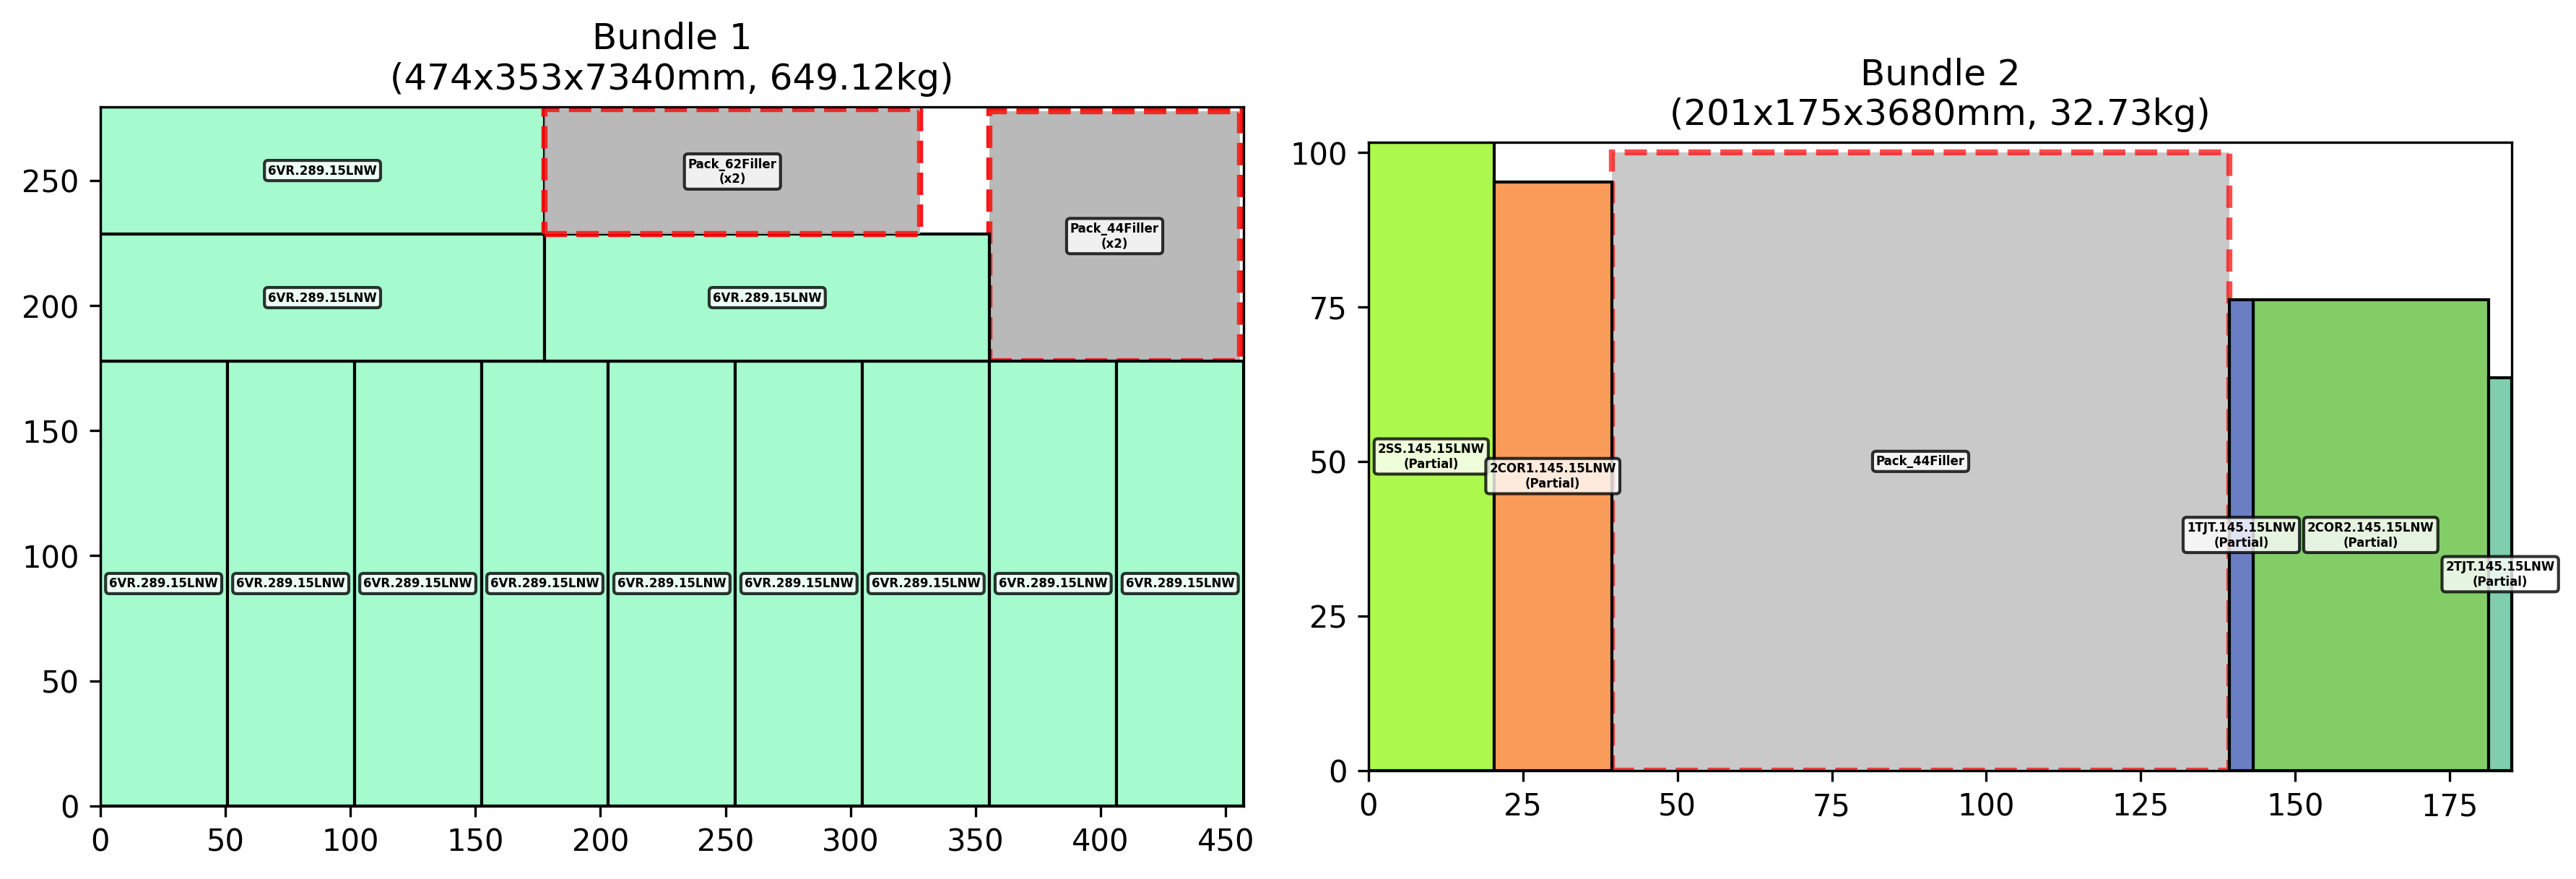 Bundle 1
(474x353x7340mm, 649.12kg)
250
200
150
100
50
0
6VR.289.15LNW
Pack_62Filler
(x2)
Pack_44Filler
(x2)
6VR.289.15LNW
6VR.289.15LNW
6VR.289.15LNW
6VR.289.15LNW
6VR.289.15LNW
6VR.289.15LNW
6VR.289.15LNW
6VR.289.15LNW
6VR.289.15LNW
6VR.289.15LNW
6VR.289.15LNW
0
50
100
150
200
250
300
350
400
450
Bundle 2
(201x175x3680mm, 32.73kg)
100
75
50
25
0
2SS.145.15LNW
(Partial)
2COR1.145.15LNW
(Partial)
Pack_44Filler
1TJT.145.15LNW
(Partial)
2COR2.145.15LNW
(Partial)
2TJT.145.15LNW
(Partial)
0
25
50
75
100
125
150
175